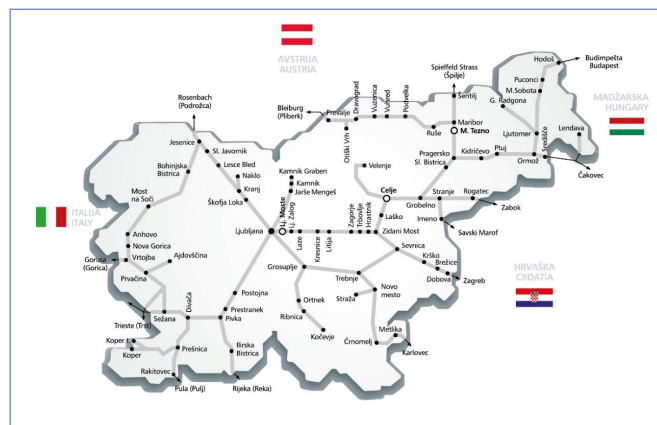 AVSTRIJA
AUSTRIA
Hodoš
Budimpešta
Budapest
Spielfeld Strass
(Špilje)
Puconci
M.Sobota
MADŽARSKA
HUNGARY
Rosenbach
(Podrožca)
Bleiburg
(Pliberk)
Prevalje
Dravograd
Vuzenica
Vuhred
Podvelka
Sentilj
G. Radgona
Otiški Vrh
Ruše
Maribor
M. Tezno
Ljutomer
Središče
Lendava
Jesenice
Sl. Javornik
Lesce Bled
Bohinjska
Bistrica
Naklo
Kranj
Škofja Loka
Kamnik Graben
Kamnik
Jarše Mengeš
Velenje
Pragersko
Sl. Bistrica
Kidričevo
Ptuj
Ormož
Čakovec
Most
na Soči
Celje
Grobelno
Stranje
Rogatec
Zabok
Imeno
Savski Marof
ITALIJA
ITALY
Anhovo
Nova Gorica
Vrtojba
Gorizia
(Gorica)
Ajdovščina
Prvačina
Ljubljana
Lj. Moste
Lj. Zalog
Laze
Kresnice
Litija
Zagorje
Trbovlje
Hrastnik
Laško
Zidani Most
Sevnica
Krško
Brežice
Dobova
Zagreb
HRVAŠKA
CROATIA
Grosuplje
Trebnje
Straža
Novo
mesto
Ortnek
Ribnica
Kočevje
Metlika
Črnomelj
Karlovec
Postojna
Prestranek
Pivka
Divača
Sežana
Trieste (Trst)
Koper t.
Koper
Prešnica
Rakitovec
Pula (Pulj)
Ilirska
Bistrica
Rijeka (Reka)